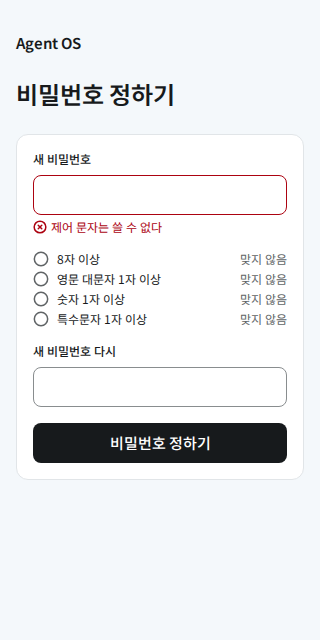 Agent OS
비밀번호 정하기
새 비밀번호
제어 문자는 쓸 수 없다
8자 이상 맞지 않음
영문 대문자 1자 이상 맞지 않음
숫자 1자 이상 맞지 않음
특수문자 1자 이상 맞지 않음
새 비밀번호 다시
비밀번호 정하기